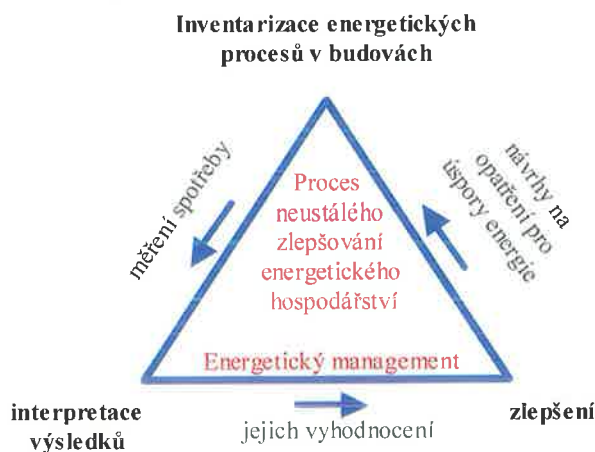 Inventarizace energetických
procesů v budovách
měření spotřeby
návrhy na
opatření pro
úspory energie
Proces
neustálého
zlepšování
energetického
hospodářství
Energetický management
interpretace
výsledků
jejich vyhodnocení
zlepšení